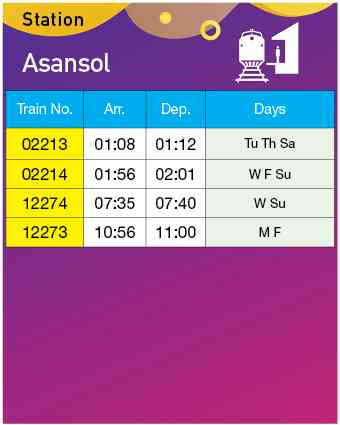 Station
Asansol
Train No. Arr. Dep. Days
02213 01:08 01:12 Tu Th Sa
02214 01:56 02:01 W F Su
12274 07:35 07:40 W Su
12273 10:56 11:00 M F